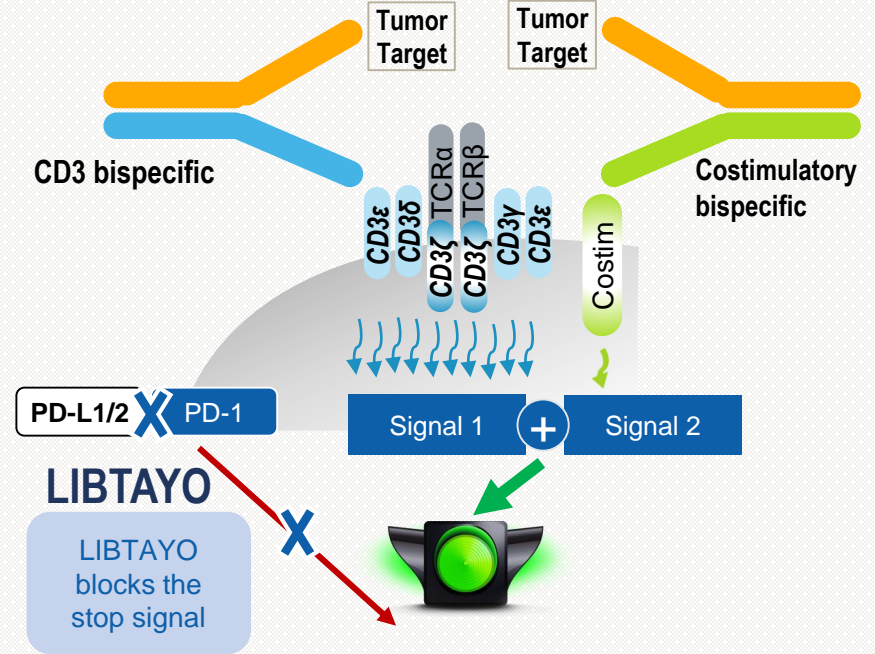 Tumor
Target
Tumor
Target
CD3 bispecific
Costimulatory
bispecific
CD3ε
CD3δ
TCRα
CD3ζ
TCRβ
CD3ζ
CD3γ
CD3ε
Costim
PD-L1/2
X
PD-1
Signal 1
+
Signal 2
LIBTAYO
X
LIBTAYO
blocks the
stop signal